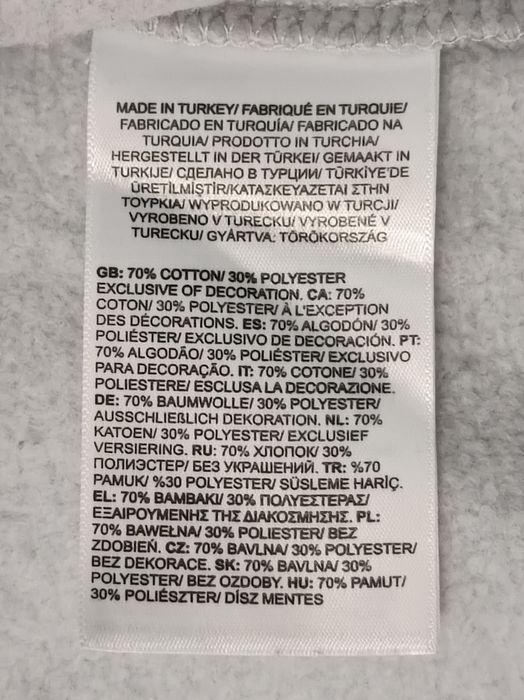 MADE IN TURKEY/ FABRIQUÉ EN TURQUIE/
FABRICADO EN TURQUÍA/ FABRICADO NA
TURQUIA/ PRODOTTO IN TURCHIA/
HERGESTELLT IN DER TÜRKEI/ GEMAAKT IN
TURKIJE/ СДЕЛАНО В ТУРЦИИ/ TÜRKİYE'DE
ÜRETİLMİŞTİR/ΚΑΤΑΣΚΕΥΑΖΕΤΑΙ ΣΤΗΝ
ΤΟΥΡΚΙΑ/ WYPRODUKOWANO W TURCJI/
VYROBENO V TURECKU/ VYROBENÉ V
TURECKU/ GYÁRTVA: TÖRÖKORSZÁG
GB: 70% COTTON/ 30% POLYESTER
EXCLUSIVE OF DECORATION. CA: 70%
COTON/ 30% POLYESTER/ À L'EXCEPTION
DES DÉCORATIONS. ES: 70% ALGODÓN/ 30%
POLIÉSTER/ EXCLUSIVO DE DECORACIÓN. PT:
70% ALGODÃO/ 30% POLIÉSTER/ EXCLUSIVO
PARA DECORAÇÃO. IT: 70% COTONE/ 30%
POLIESTERE/ ESCLUSA LA DECORAZIONE.
DE: 70% BAUMWOLLE/ 30% POLYESTER/
AUSSCHLIEßLICH DEKORATION. NL: 70%
KATOEN/ 30% POLYESTER/ EXCLUSIEF
VERSIERING. RU: 70% ХЛОПОК/ 30%
ПОЛИЭСТЕР/ БЕЗ УКРАШЕНИЙ. TR: %70
PAMUK/ %30 POLYESTER/ SÜSLEME HARİÇ.
EL: 70% ΒΑΜΒΑΚΙ/ 30% ΠΟΛΥΕΣΤΕΡΑΣ/
ΕΞΑΙΡΟΥΜΕΝΗΣ ΤΗΣ ΔΙΑΚΟΣΜΗΣΗΣ. PL:
70% BAWEŁNA/ 30% POLIESTER/ BEZ
ZDOBIEŃ. CZ: 70% BAVLNA/ 30% POLYESTER/
BEZ DEKORACE. SK: 70% BAVLNA/ 30%
POLYESTER/ BEZ OZDOBY. HU: 70% PAMUT/
30% POLIÉSZTER/ DÍSZ MENTES